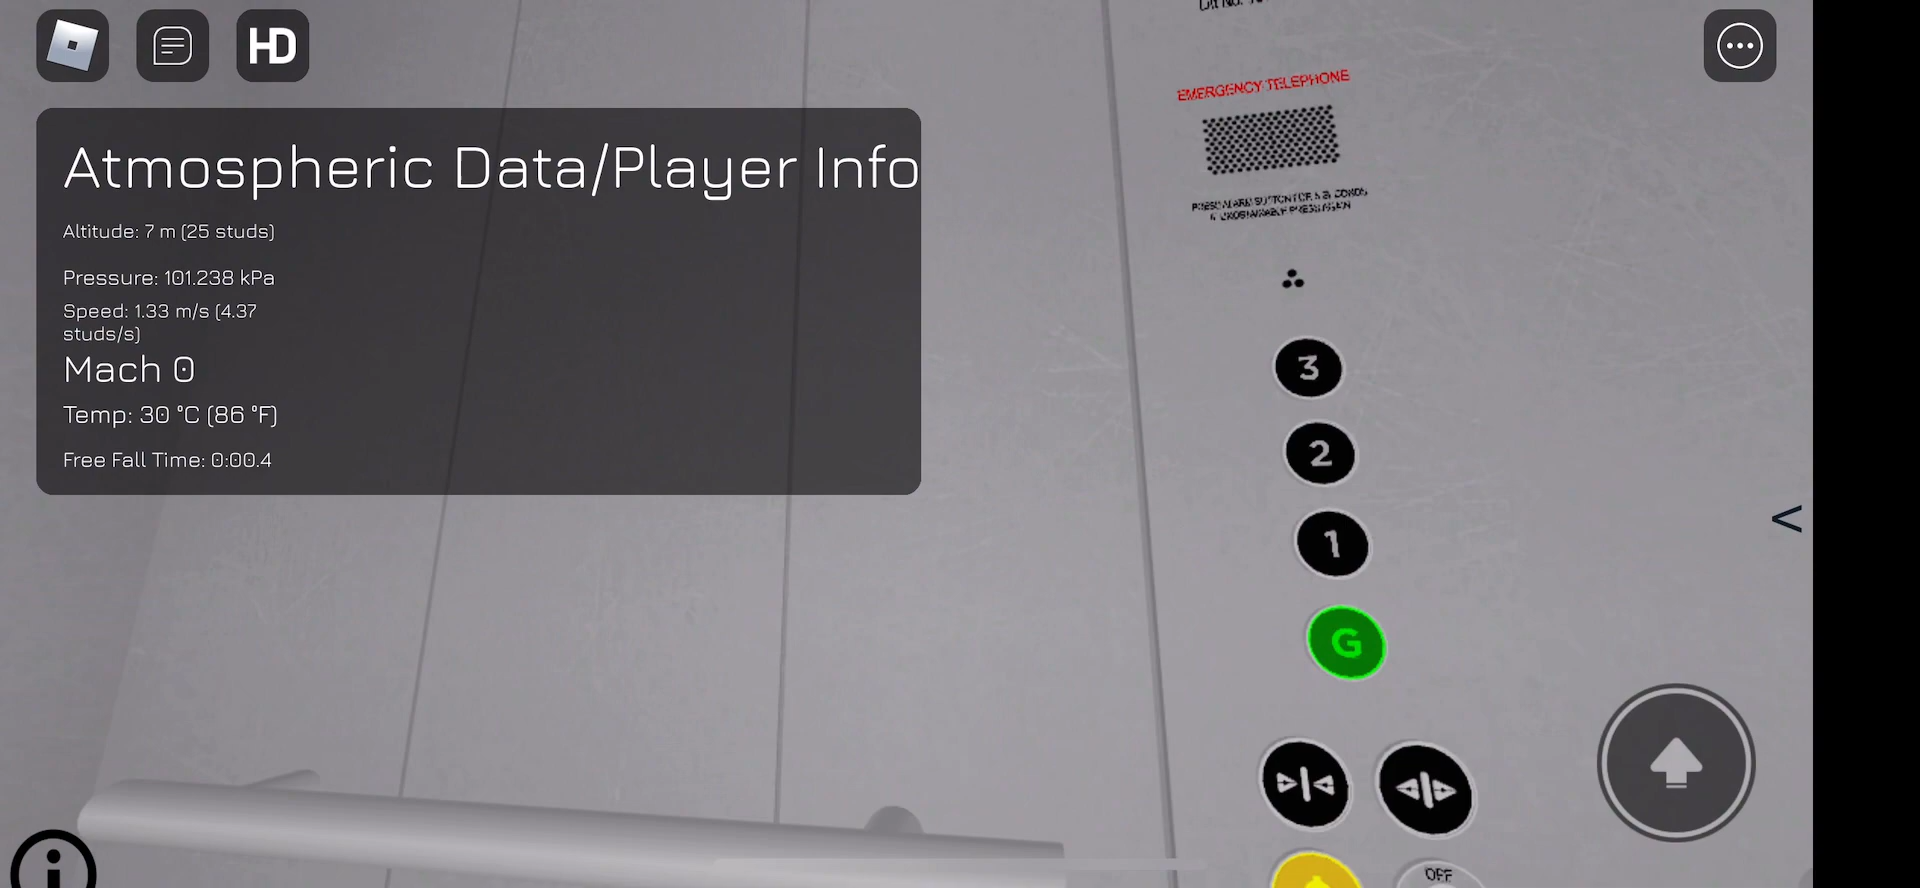 HD
Atmospheric Data/Player Info
Altitude: 7 m (25 studs)
Pressure: 101.238 kPa
Speed: 1.33 m/s (4.37
studs/s)
Mach 0
Temp: 30 °C (86 °F)
Free Fall Time: 0:00.4
EMERGENCY TELEPHONE
3
2
1
G
<
OFF